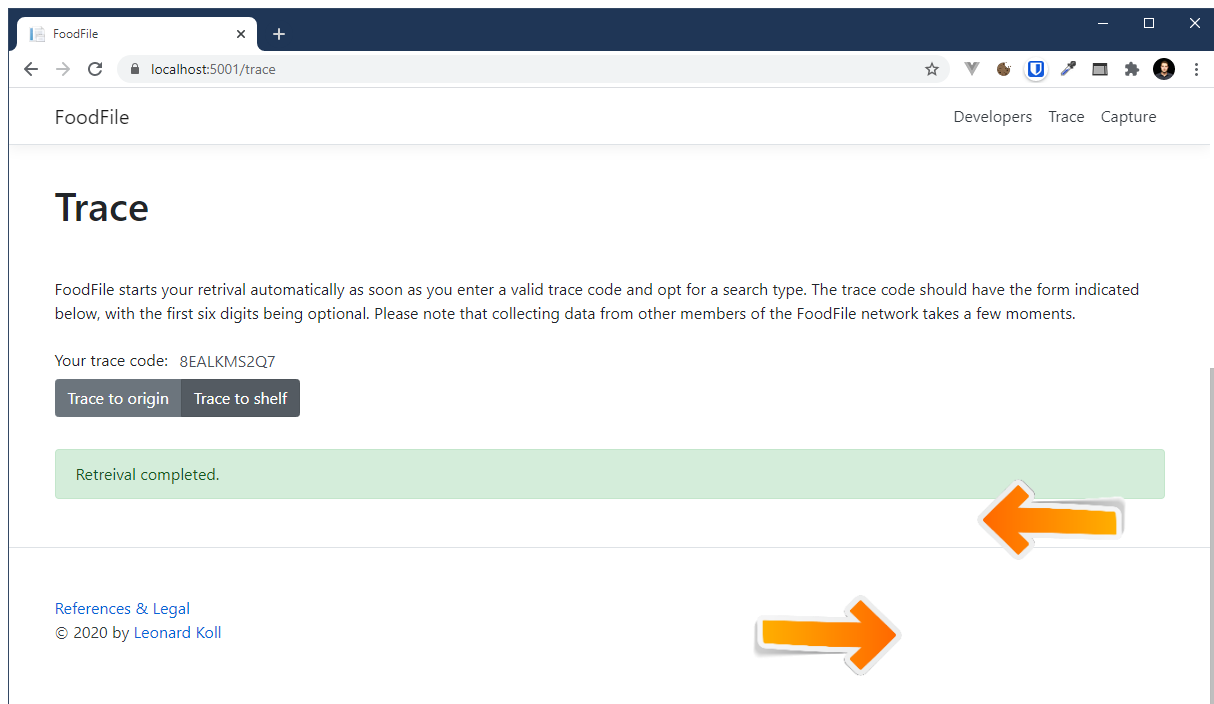 FoodFile
localhost:5001/trace
FoodFile
Developers Trace Capture
Trace
FoodFile starts your retrival automatically as soon as you enter a valid trace code and opt for a search type. The trace code should have the form indicated
below, with the first six digits being optional. Please note that collecting data from other members of the FoodFile network takes a few moments.
Your trace code: 8EALKMS2Q7
Trace to origin Trace to shelf
Retreival completed.
References & Legal
© 2020 by Leonard Koll